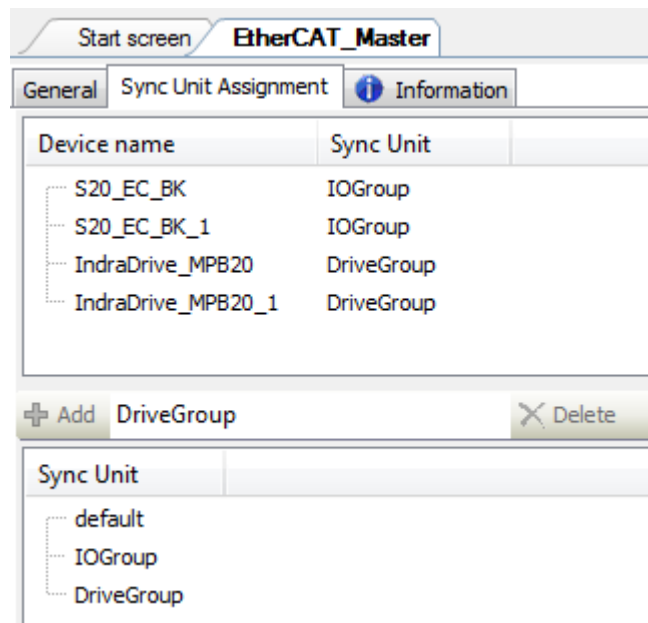 Start screen EtherCAT_Master
General Sync Unit Assignment Information
Device name Sync Unit
S20_EC_BK IOGroup
S20_EC_BK_1 IOGroup
IndraDrive_MPB20 DriveGroup
IndraDrive_MPB20_1 DriveGroup
Add DriveGroup Delete
Sync Unit
default
IOGroup
DriveGroup